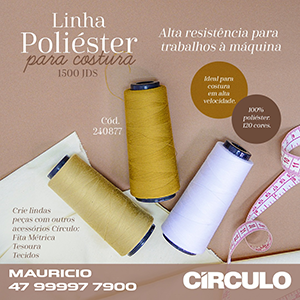 Linha
Poliéster
para costura
1500 JDS
Alta resistência para
trabalhos à máquina
Ideal para
costura
em alta
velocidade.
100%
poliéster.
120 cores.
Cód.
240877
Crie lindas
peças com outros
acessórios Círculo:
Fita Métrica
Tesoura
Tecidos
MAURICIO
47 99997 7900
CÍRCULO